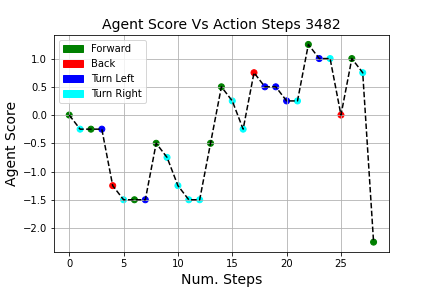 Agent Score Vs Action Steps 3482
Forward
Back
Turn Left
Turn Right
Agent Score
1.0
0.5
0.0
−0.5
−1.0
−1.5
−2.0
0 5 10 15 20 25
Num. Steps